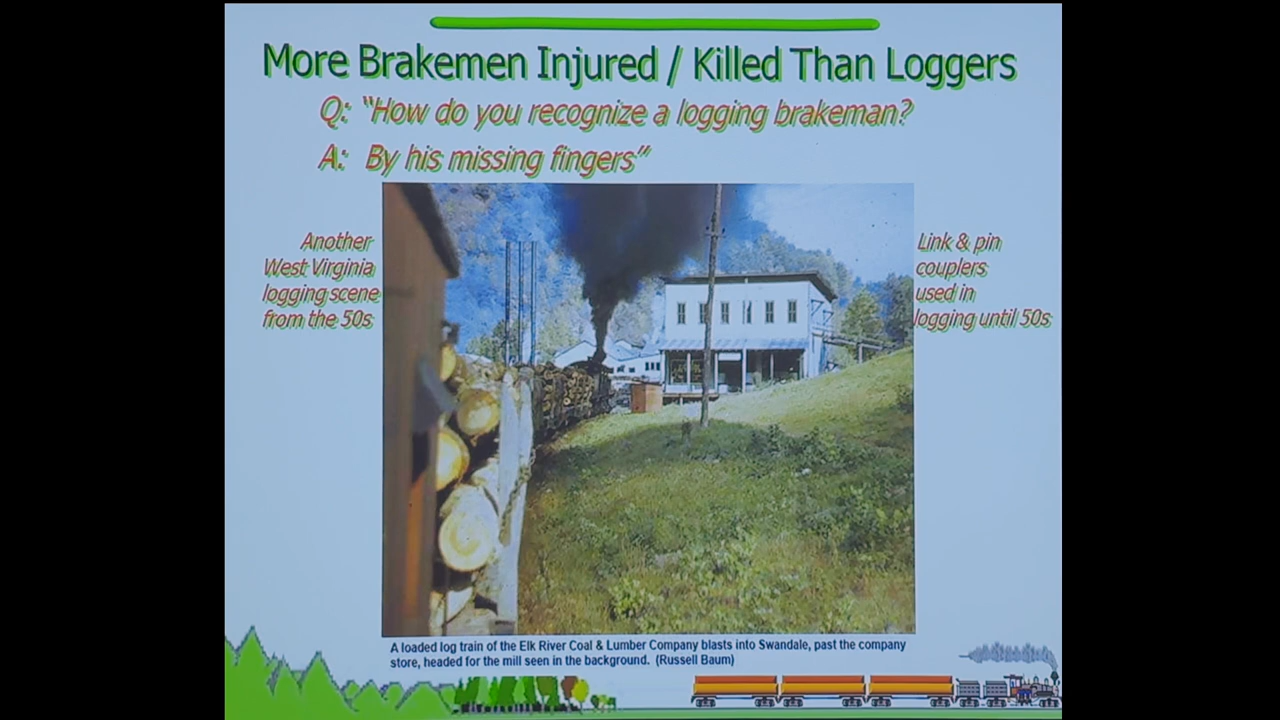 More Brakemen Injured / Killed Than Loggers
Q: "How do you recognize a logging brakeman?
A: By his missing fingers"
Another
West Virginia
logging scene
from the 50s
Link & pin
couplers
used in
logging until 50s
A loaded log train of the Elk River Coal & Lumber Company blasts into Swandale, past the company
store, headed for the mill seen in the background. (Russell Baum)